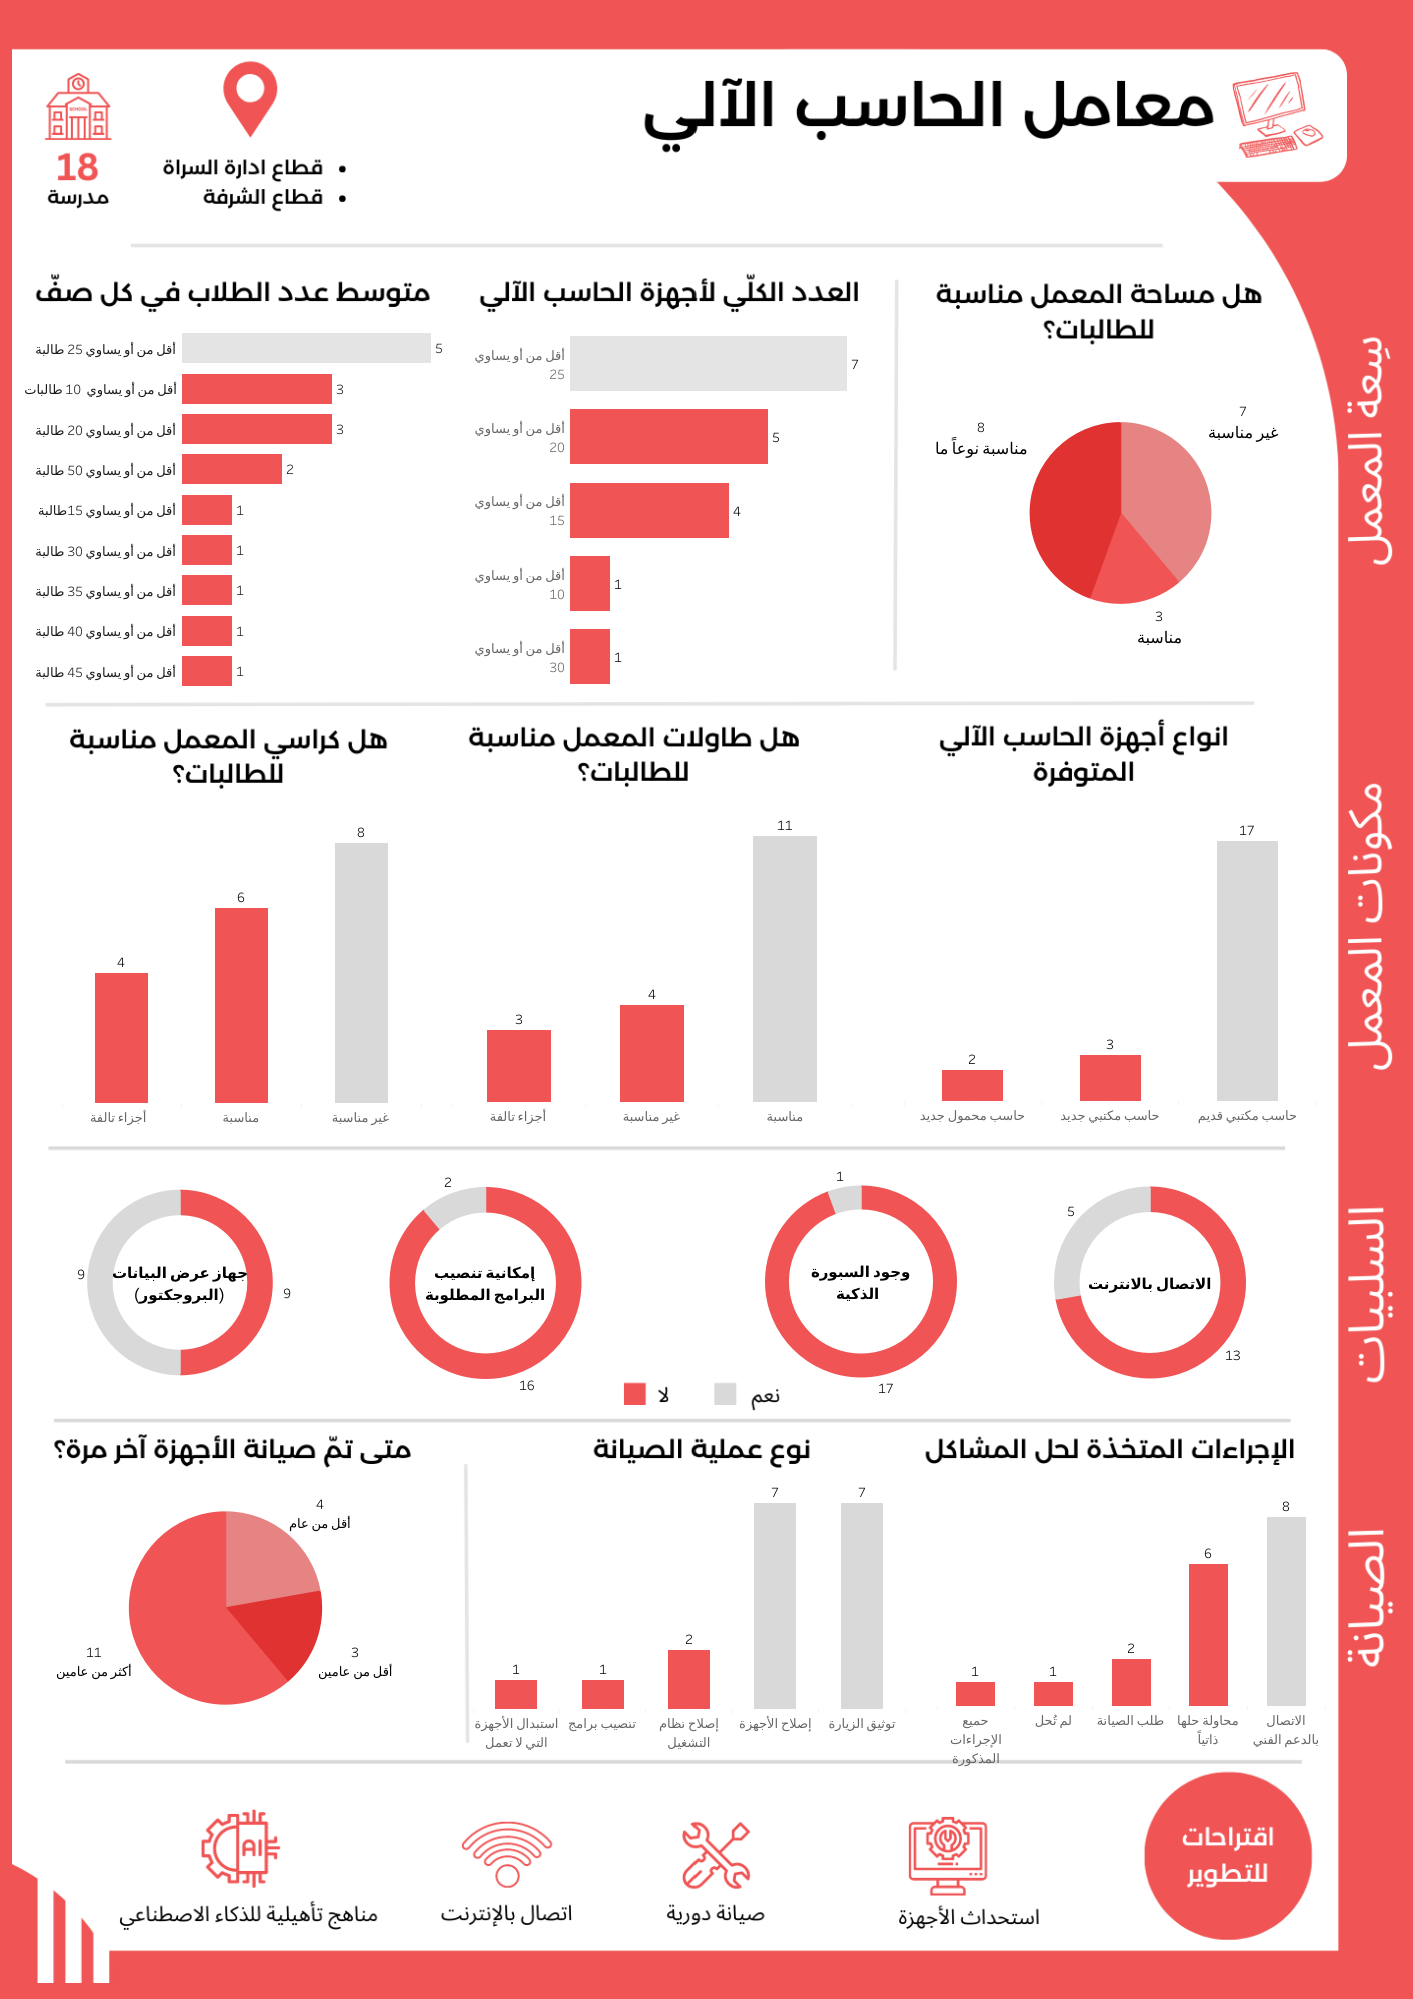 معامل الحاسب الآلي
• قطاع ادارة السراة
• قطاع الشرفة
SCHOOL
18
مدرسة
سِعة المعمل
هل مساحة المعمل مناسبة
للطالبات؟
7
غير مناسبة
8
مناسبة نوعاً ما
3
مناسبة
العدد الكلّي لأجهزة الحاسب الآلي
أقل من أو يساوي
25
7
أقل من أو يساوي
20
5
أقل من أو يساوي
15
4
أقل من أو يساوي
10
1
أقل من أو يساوي
30
1
متوسط عدد الطلاب في كل صفّ
أقل من أو يساوي 25 طالبة 5
أقل من أو يساوي 10 طالبات 3
أقل من أو يساوي 20 طالبة 3
أقل من أو يساوي 50 طالبة 2
أقل من أو يساوي 15طالبة 1
أقل من أو يساوي 30 طالبة 1
أقل من أو يساوي 35 طالبة 1
أقل من أو يساوي 40 طالبة 1
أقل من أو يساوي 45 طالبة 1
مكونات المعمل
انواع أجهزة الحاسب الآلي
المتوفرة
17
3
2
حاسب مكتبي قديم
حاسب مكتبي جديد
حاسب محمول جديد
هل طاولات المعمل مناسبة
للطالبات؟
11
4
3
مناسبة
غير مناسبة
أجزاء تالفة
هل كراسي المعمل مناسبة
للطالبات؟
8
6
4
غير مناسبة
مناسبة
أجزاء تالفة
السلبيات
5
الاتصال بالانترنت
13
1
وجود السبورة
الذكية
17
2
إمكانية تنصيب
البرامج المطلوبة
16
9
جهاز عرض البيانات
(البروجكتور)
9
نعم
لا
الصيانة
الإجراءات المتخذة لحل المشاكل
8
6
2
1
1
الاتصال
بالدعم الفني
محاولة حلها
ذاتياً
طلب الصيانة
لم تُحل
جميع
الإجراءات
المذكورة
نوع عملية الصيانة
7
7
2
1
1
توثيق الزيارة
إصلاح الأجهزة
إصلاح نظام
التشغيل
تنصيب برامج
استبدال الأجهزة
التي لا تعمل
متى تمّ صيانة الأجهزة آخر مرة؟
4
أقل من عام
3
أقل من عامين
11
أكثر من عامين
اقتراحات
للتطوير
استحداث الأجهزة
صيانة دورية
اتصال بالإنترنت
AI
مناهج تأهيلية للذكاء الاصطناعي